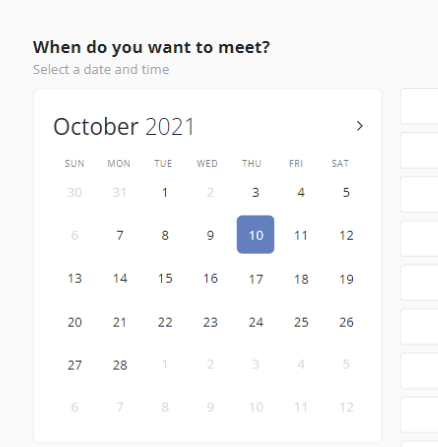 When do you want to meet?
Select a date and time
October 2021 >
SUN MON TUE WED THU FRI SAT
30 31 1 2 3 4 5
6 7 8 9 10 11 12
13 14 15 16 17 18 19
20 21 22 23 24 25 26
27 28 1 2 3 4 5
6 7 8 9 10 11 12